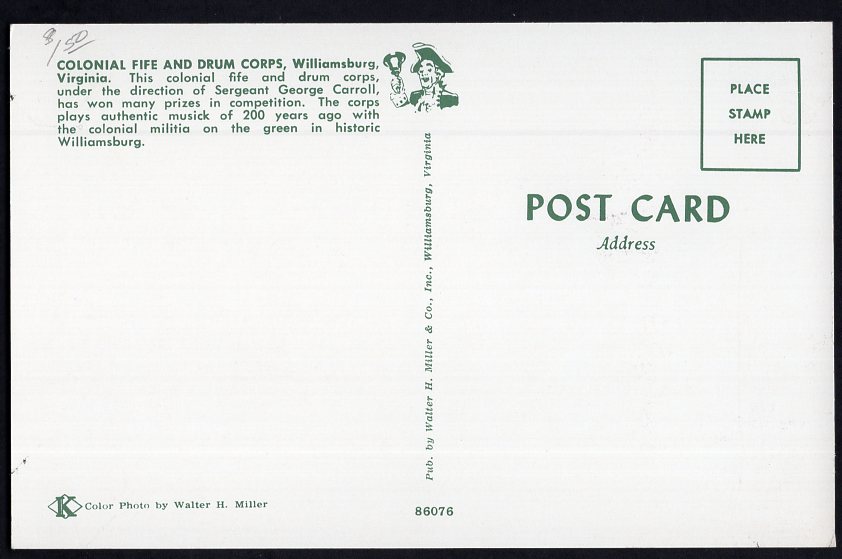 $1.50
COLONIAL FIFE AND DRUM CORPS, Williamsburg,
Virginia. This colonial fife and drum corps,
under the direction of Sergeant George Carroll,
has won many prizes in competition. The corps
plays authentic musick of 200 years ago with
the colonial militia on the green in historic
Williamsburg.
PLACE
STAMP
HERE
POST CARD
Address
Pub. by Walter H. Miller & Co., Inc., Williamsburg, Virginia
K
Color Photo by Walter H. Miller
86076